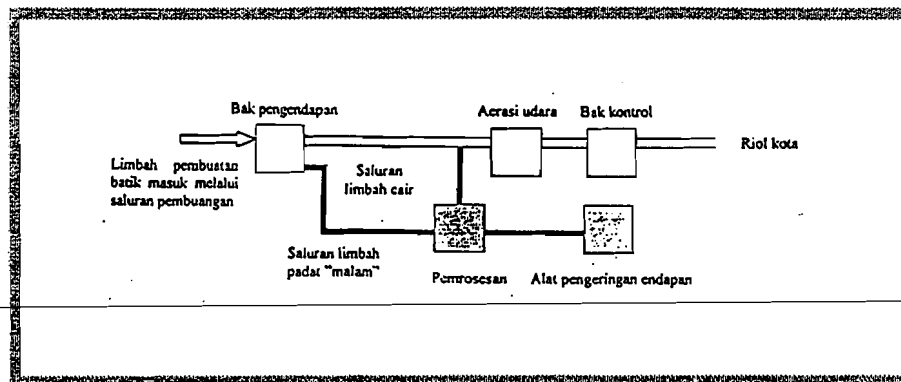 Bak pengendapan
Aerasi udara
Bak kontrol
Riol kota
Limbah pembuatan
batik masuk melalui
saluran pembuangan
Saluran
limbah cair
Saluran limbah
padat "malam"
Pemrosesan
Alat pengeringan endapan